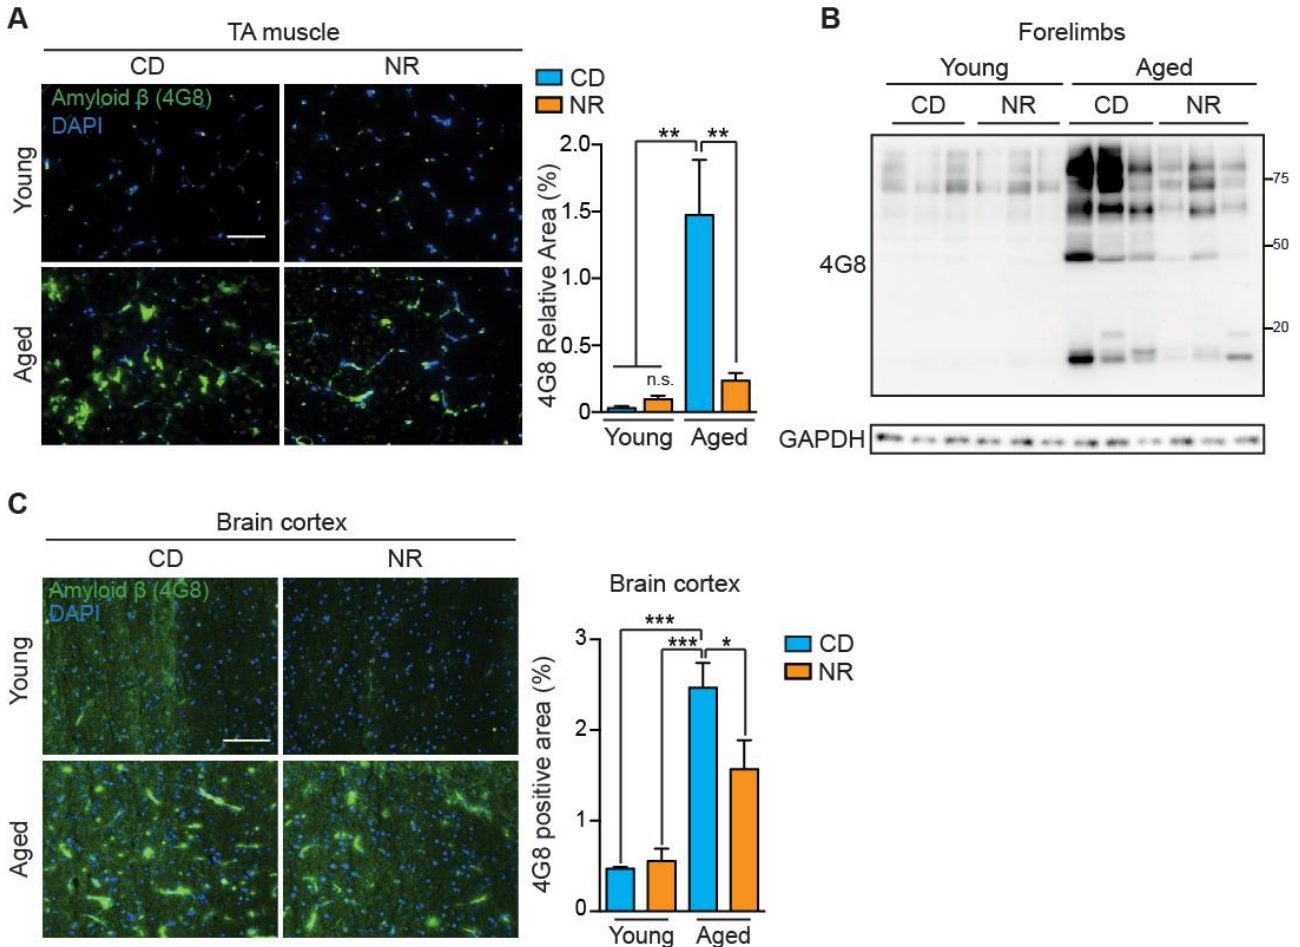 A
TA muscle
CD
NR
Amyloid β (4G8)
DAPI
Young
Aged
CD
NR
4G8 Relative Area (%)
2.0
1.5
1.0
0.5
0
**
**
n.s.
Young
Aged
B
Forelimbs
Young
Aged
CD
NR
CD
NR
4G8
75
50
20
GAPDH
C
Brain cortex
CD
NR
Amyloid β (4G8)
DAPI
Young
Aged
Brain cortex
4G8 positive area (%)
3
2
1
0
***
***
*
CD
NR
Young
Aged